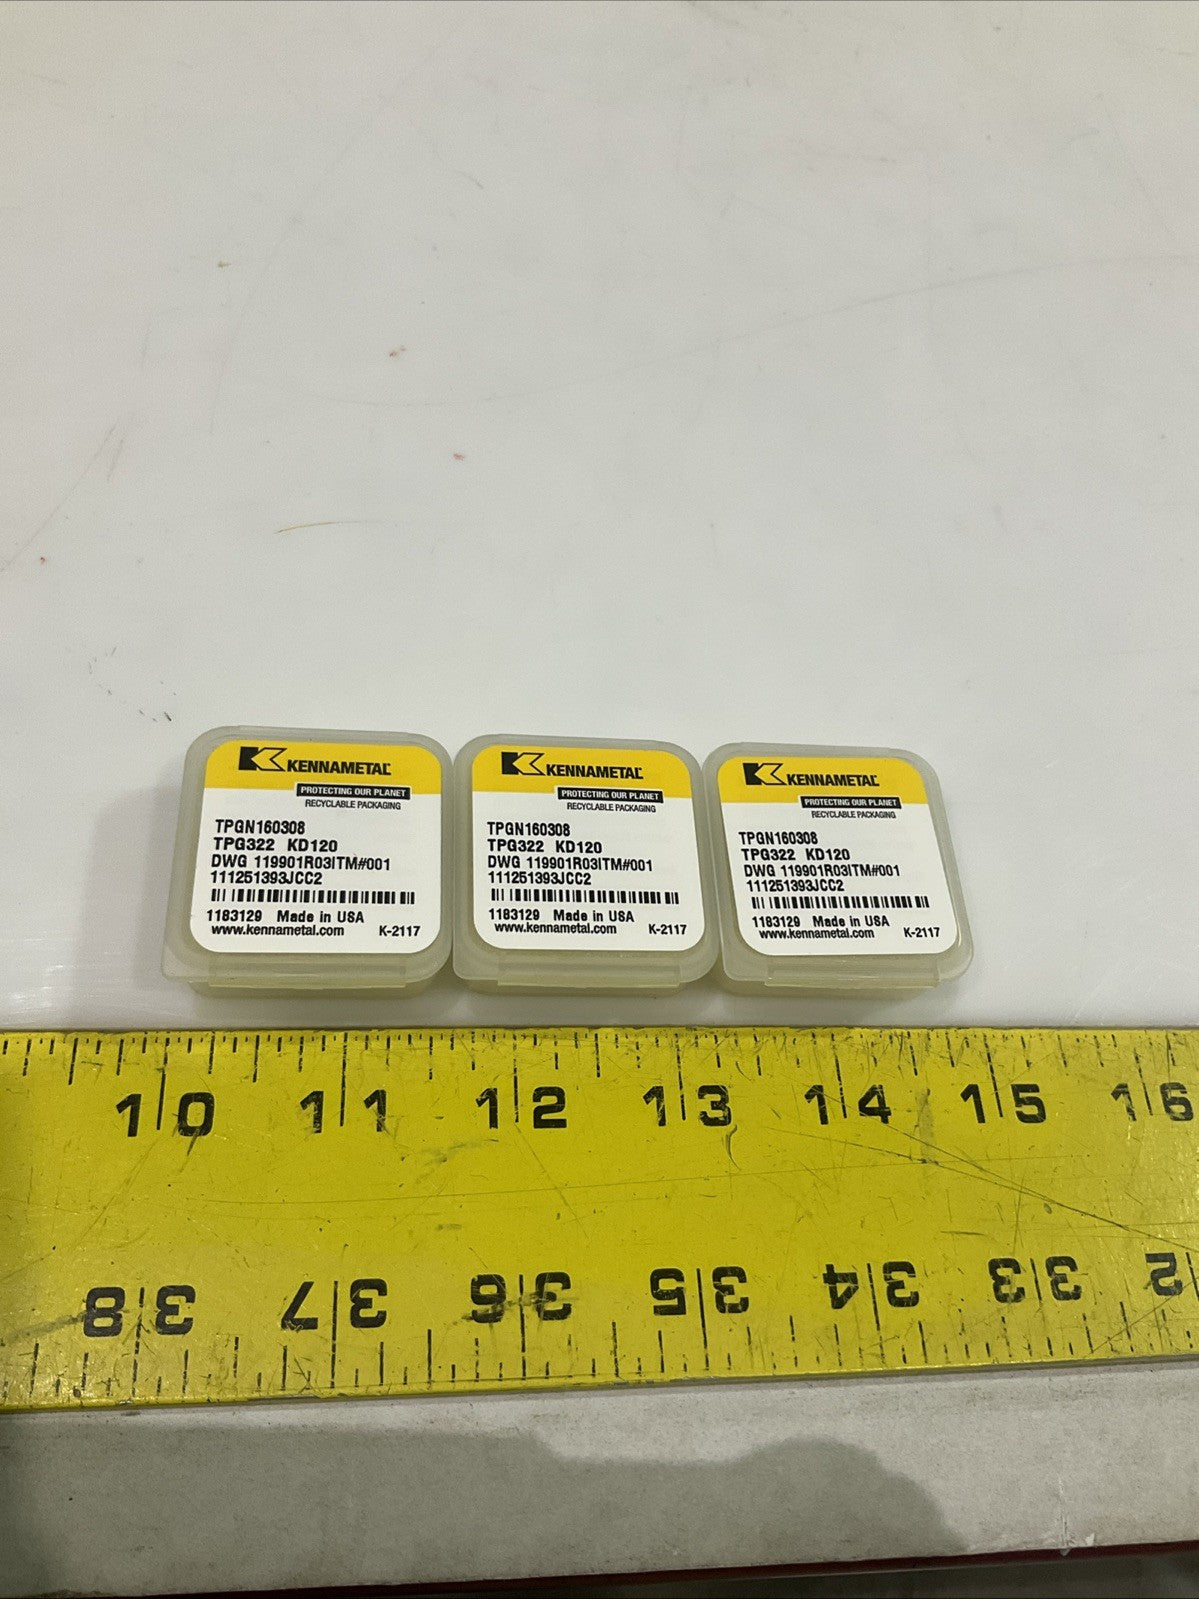 KENNAMETAL
PROTECTING OUR PLANET
RECYCLABLE PACKAGING
TPGN160308
TPG322 KD120
DWG 119901R03ITM#001
111251393JCC2
1183129 Made in USA
www.kennametal.com K-2117
KENNAMETAL
PROTECTING OUR PLANET
RECYCLABLE PACKAGING
TPGN160308
TPG322 KD120
DWG 119901R03ITM#001
111251393JCC2
1183129 Made in USA
www.kennametal.com K-2117
KENNAMETAL
PROTECTING OUR PLANET
RECYCLABLE PACKAGING
TPGN160308
TPG322 KD120
DWG 119901R03ITM#001
111251393JCC2
1183129 Made in USA
www.kennametal.com K-2117
10 11 12 13 14 15 16
38 37 36 35 34 33 2